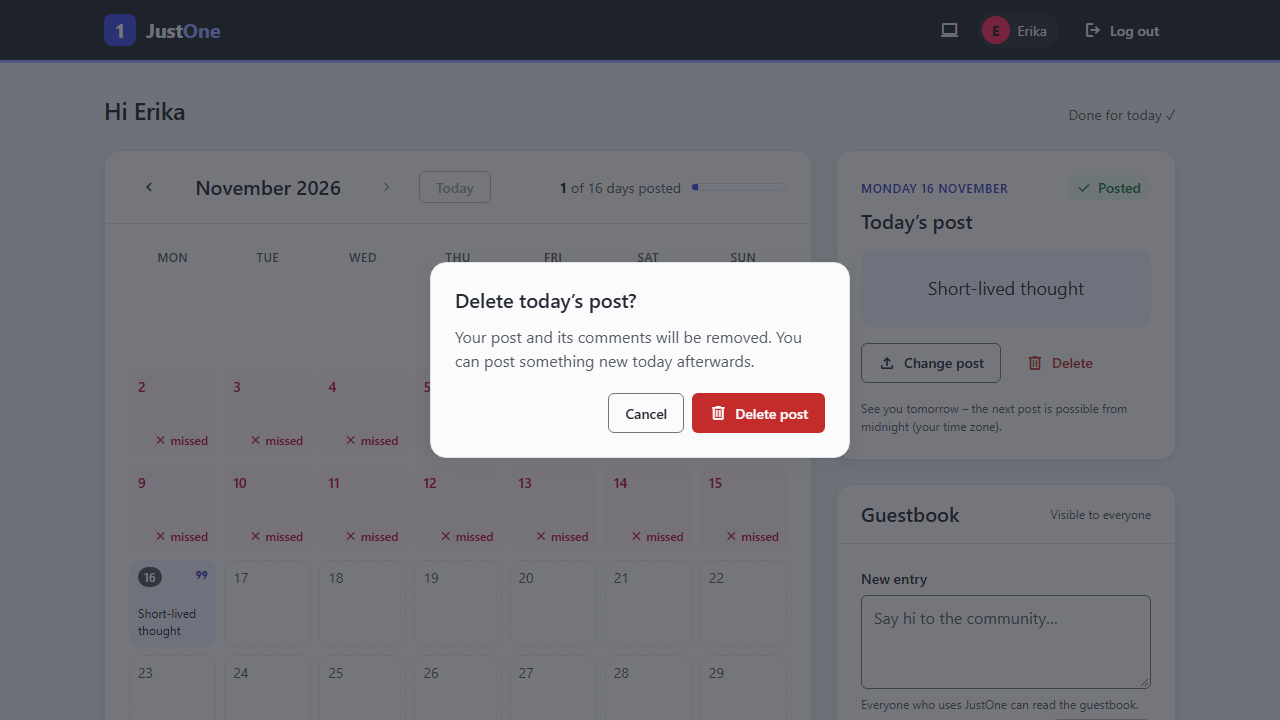 1 JustOne
E Erika
Log out
Hi Erika
Done for today ✓
November 2026
Today
1 of 16 days posted
MON TUE WED THU FRI SAT SUN
2 3 4 5
× missed × missed × missed
9 10 11 12 13 14 15
× missed × missed × missed × missed × missed × missed × missed
16 17 18 19 20 21 22
Short-lived
thought
23 24 25 26 27 28 29
Delete today’s post?
Your post and its comments will be removed. You
can post something new today afterwards.
Cancel
Delete post
MONDAY 16 NOVEMBER
✓ Posted
Today’s post
Short-lived thought
Change post
Delete
See you tomorrow – the next post is possible from
midnight (your time zone).
Guestbook
Visible to everyone
New entry
Say hi to the community…
Everyone who uses JustOne can read the guestbook.